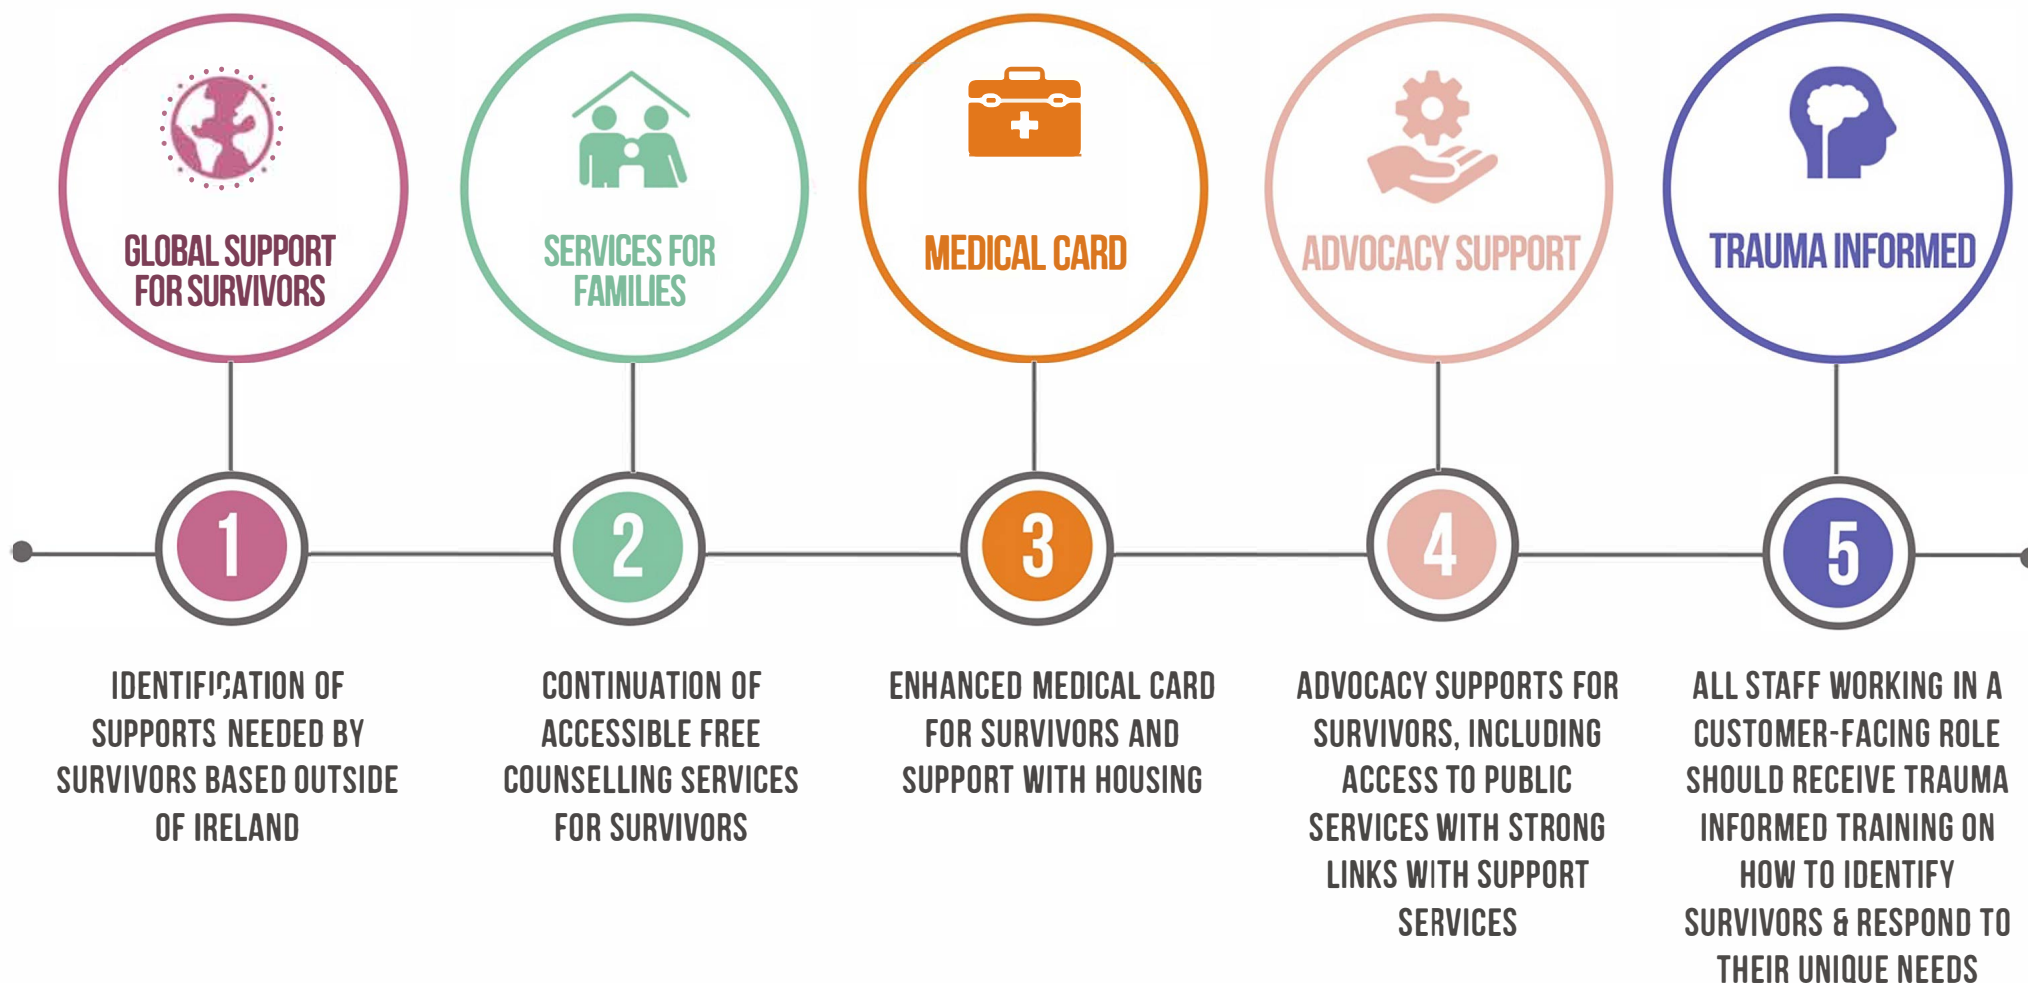 GLOBAL SUPPORT
FOR SURVIVORS
SERVICES FOR
FAMILIES
MEDICAL CARD
ADVOCACY SUPPORT
TRAUMA INFORMED
1
2
3
4
5
IDENTIFICATION OF
SUPPORTS NEEDED BY
SURVIVORS BASED OUTSIDE
OF IRELAND
CONTINUATION OF
ACCESSIBLE FREE
COUNSELLING SERVICES
FOR SURVIVORS
ENHANCED MEDICAL CARD
FOR SURVIVORS AND
SUPPORT WITH HOUSING
ADVOCACY SUPPORTS FOR
SURVIVORS, INCLUDING
ACCESS TO PUBLIC
SERVICES WITH STRONG
LINKS WITH SUPPORT
SERVICES
ALL STAFF WORKING IN A
CUSTOMER-FACING ROLE
SHOULD RECEIVE TRAUMA
INFORMED TRAINING ON
HOW TO IDENTIFY
SURVIVORS & RESPOND TO
THEIR UNIQUE NEEDS